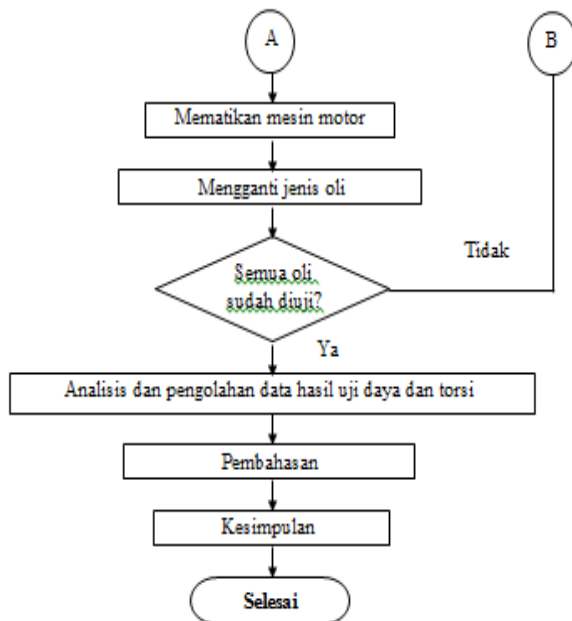 A
B
Mematikan mesin motor
Mengganti jenis oli
Tidak
Semua oli
sudah diuji?
Ya
Analisis dan pengolahan data hasil uji daya dan torsi
Pembahasan
Kesimpulan
Selesai